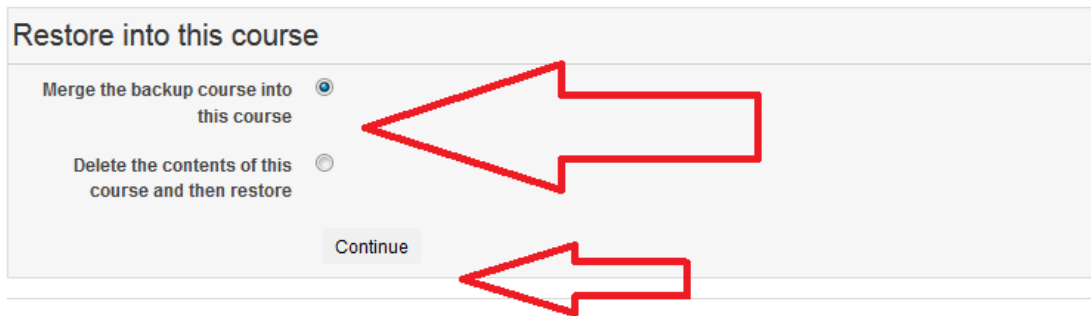 Restore into this course
Merge the backup course into
this course
Delete the contents of this
course and then restore
Continue